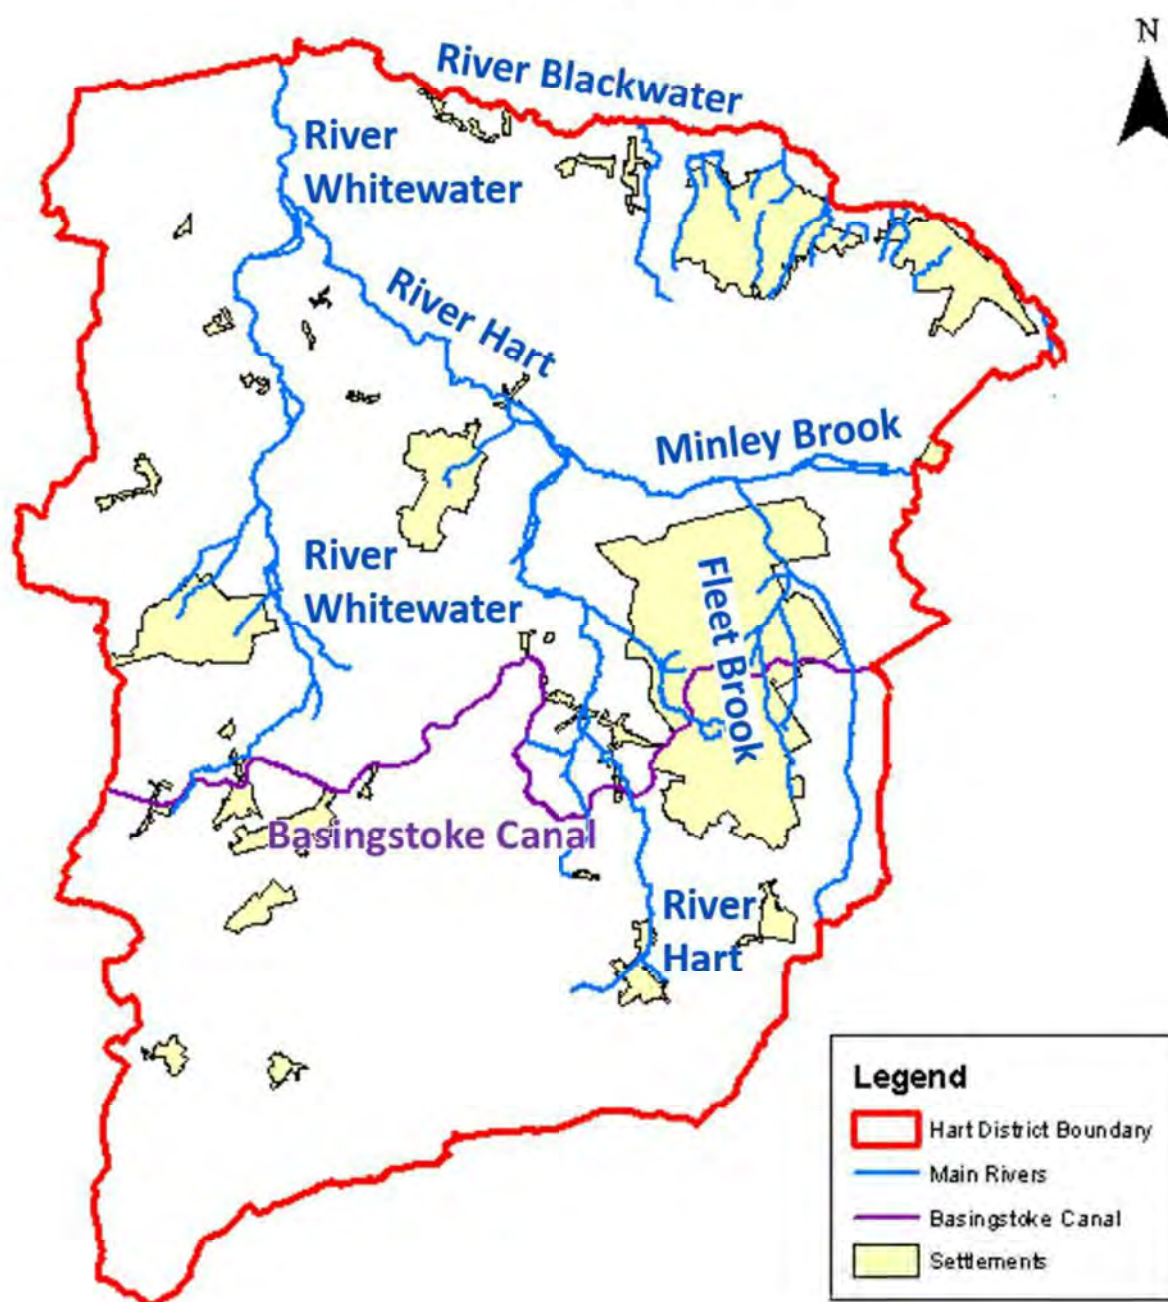 N
River Blackwater
River
Whitewater
River Hart
Minley Brook
River
Whitewater
Fleet Brook
Basingstoke Canal
River
Hart
Legend
Hart District Boundary
Main Rivers
Basingstoke Canal
Settlements